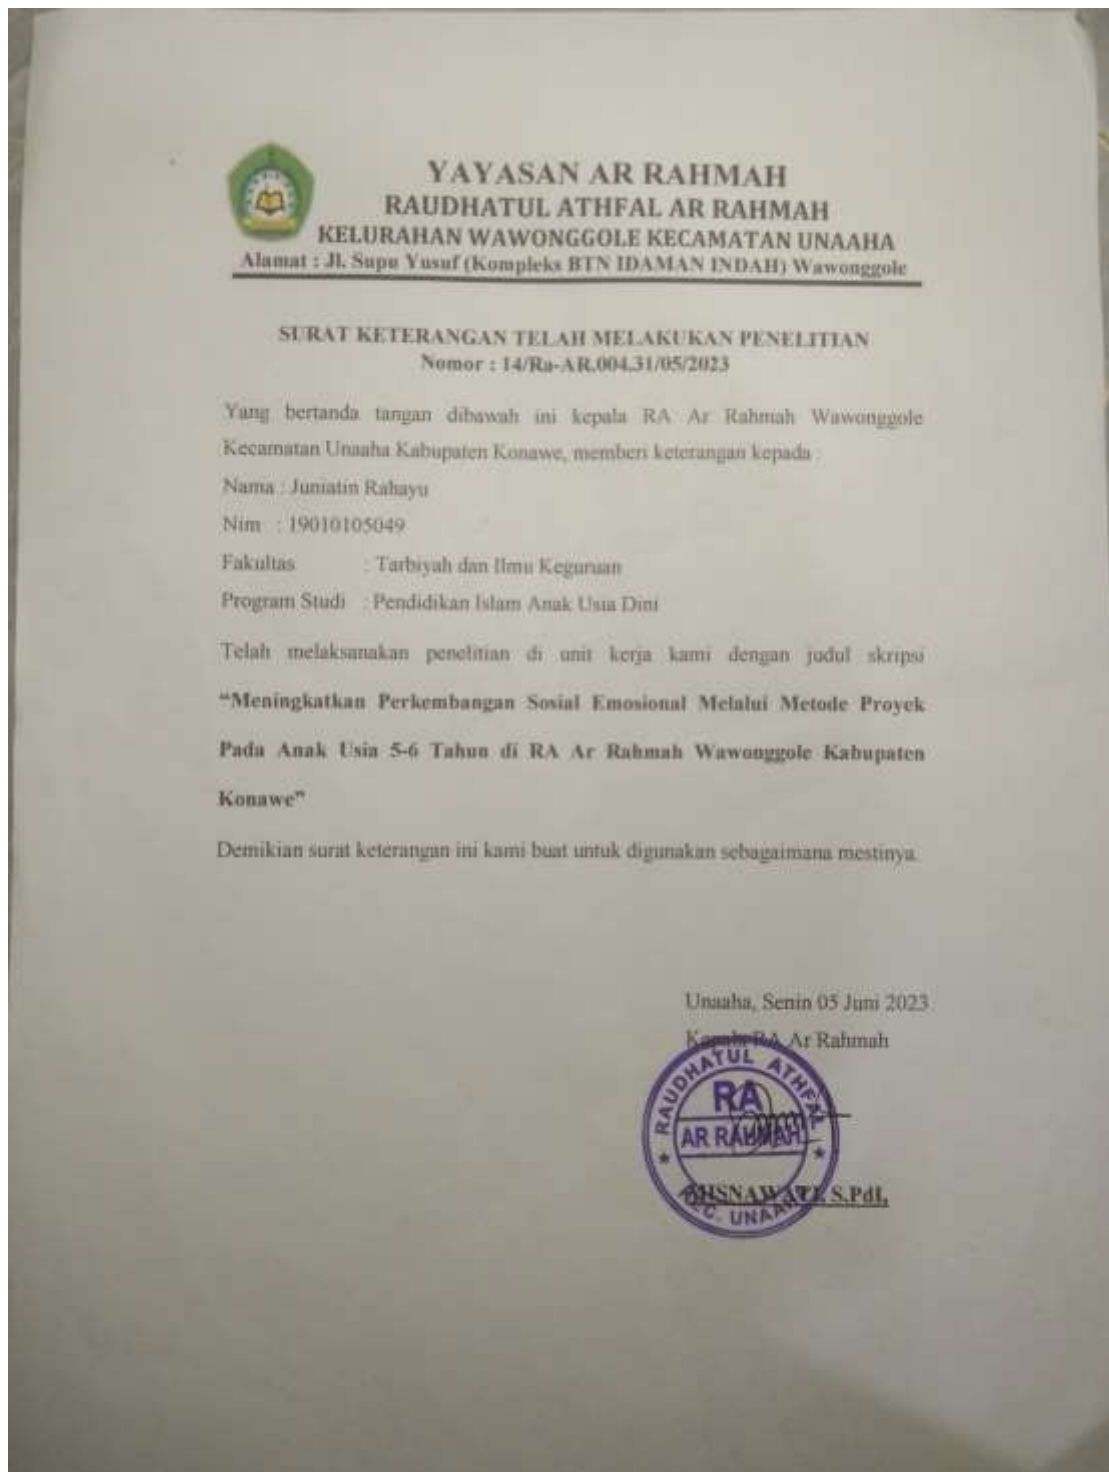 YAYASAN AR RAHMAH
RAUDHATUL ATHFAL AR RAHMAH
KELURAHAN WAWONGGOLE KECAMATAN UNAAHA
Alamat : Jl. Supu Yusuf (Kompleks BTN IDAMAN INDAH) Wawonggole
SURAT KETERANGAN TELAH MELAKUKAN PENELITIAN
Nomor : 14/Ra-AR.004.31/05/2023
Yang bertanda tangan dibawah ini kepala RA Ar Rahmah Wawonggole
Kecamatan Unaaha Kabupaten Konawe, memberi keterangan kepada :
Nama : Juniatin Rahayu
Nim : 19010105049
Fakultas : Tarbiyah dan Ilmu Keguruan
Program Studi : Pendidikan Islam Anak Usia Dini
Telah melaksanakan penelitian di unit kerja kami dengan judul skripsi
“Meningkatkan Perkembangan Sosial Emosional Melalui Metode Proyek
Pada Anak Usia 5-6 Tahun di RA Ar Rahmah Wawonggole Kabupaten
Konawe”
Demikian surat keterangan ini kami buat untuk digunakan sebagaimana mestinya.
Unaaha, Senin 05 Juni 2023
Kepala RA Ar Rahmah
RAUDHATUL ATHFAL
RA
AR RAHMAH
KEC. UNAAHA
S.PdI,